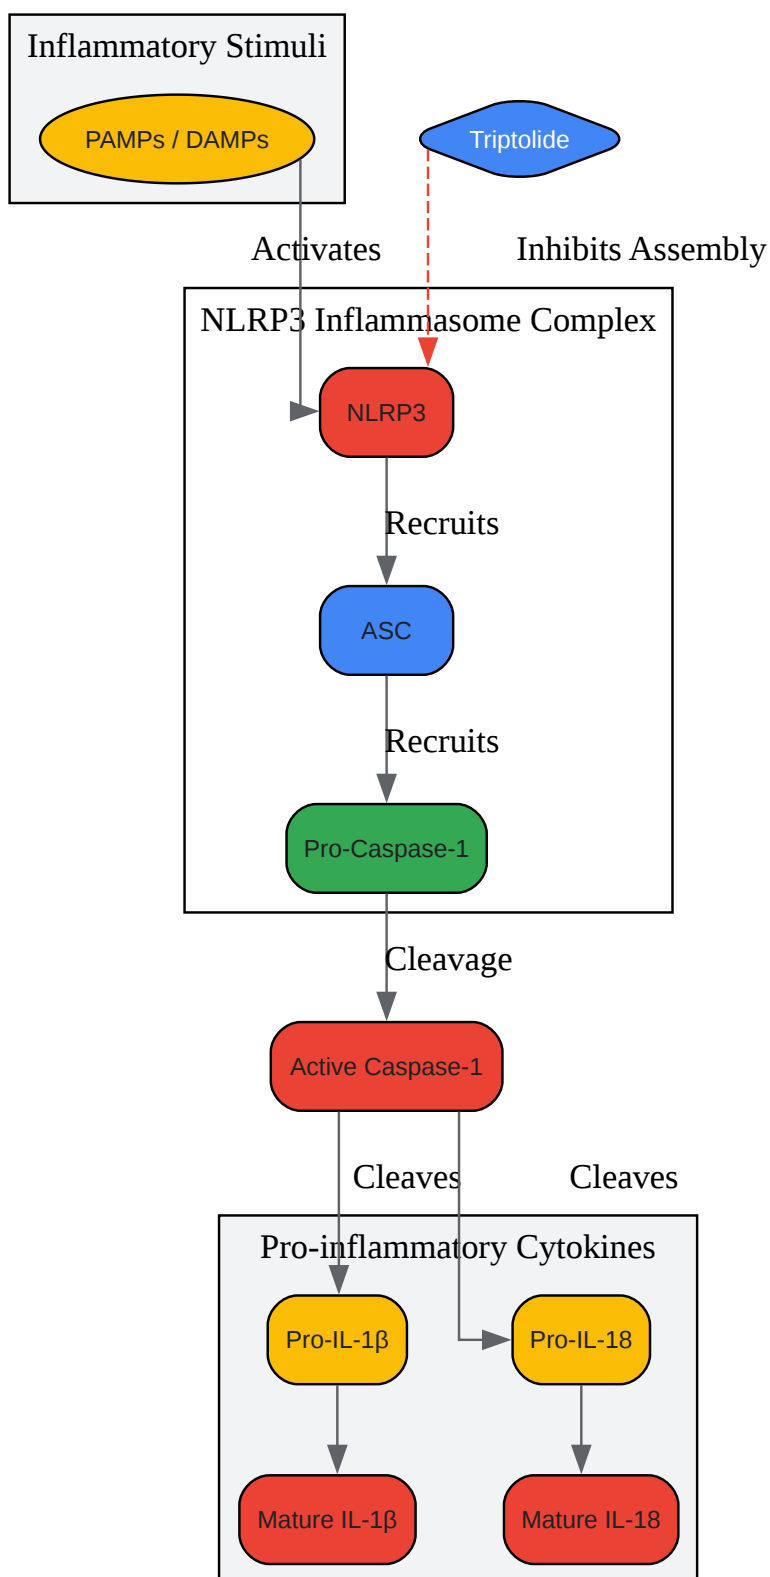 Inflammatory Stimuli
PAMPs / DAMPs
Triptolide
Activates
Inhibits Assembly
NLRP3 Inflammasome Complex
NLRP3
Recruits
ASC
Recruits
Pro-Caspase-1
Cleavage
Active Caspase-1
Cleaves
Cleaves
Pro-inflammatory Cytokines
Pro-IL-1β
Pro-IL-18
Mature IL-1β
Mature IL-18